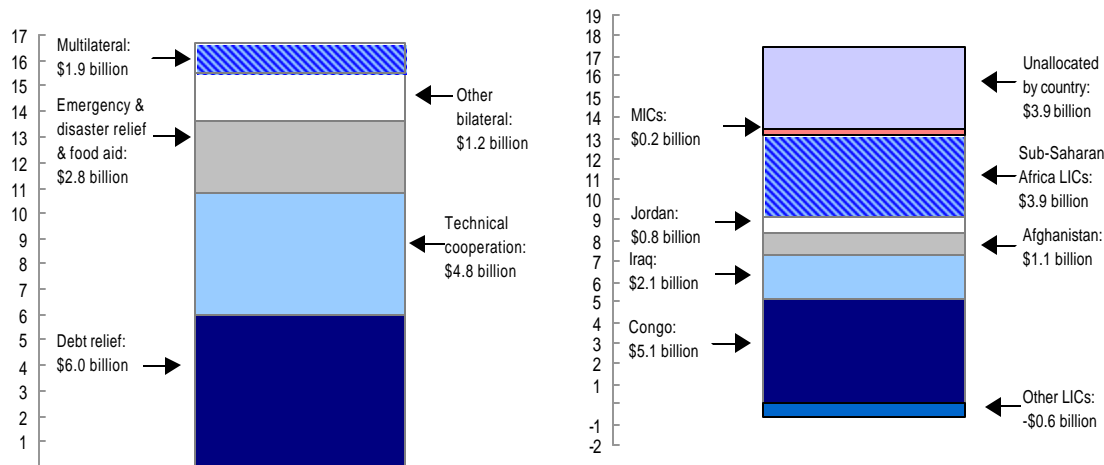 17
16
15
14
13
12
11
10
9
8
7
6
5
4
3
2
1
Multilateral:
$1.9 billion
Emergency &
disaster relief
& food aid:
$2.8 billion
Debt relief:
$6.0 billion
Other
bilateral:
$1.2 billion
Technical
cooperation:
$4.8 billion
19
18
17
16
15
14
13
12
11
10
9
8
7
6
5
4
3
2
1
-1
-2
MICs:
$0.2 billion
Jordan:
$0.8 billion
Iraq:
$2.1 billion
Congo:
$5.1 billion
Unallocated
by country:
$3.9 billion
Sub-Saharan
Africa LICs:
$3.9 billion
Afghanistan:
$1.1 billion
Other LICs:
-$0.6 billion